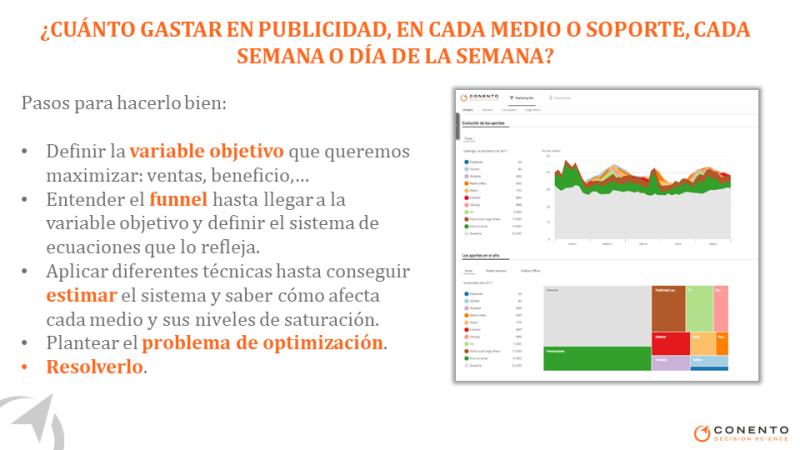 ¿CUÁNTO GASTAR EN PUBLICIDAD, EN CADA MEDIO O SOPORTE, CADA
SEMANA O DÍA DE LA SEMANA?
Pasos para hacerlo bien:
• Definir la variable objetivo que queremos
maximizar: ventas, beneficio,...
• Entender el funnel hasta llegar a la
variable objetivo y definir el sistema de
ecuaciones que lo refleja.
• Aplicar diferentes técnicas hasta conseguir
estimar el sistema y saber cómo afecta
cada medio y sus niveles de saturación.
• Plantear el problema de optimización.
• Resolverlo.
CONENTO
Evolución de los aportes
Los aportes en el año
CONENTO
DECISION SCIENCE